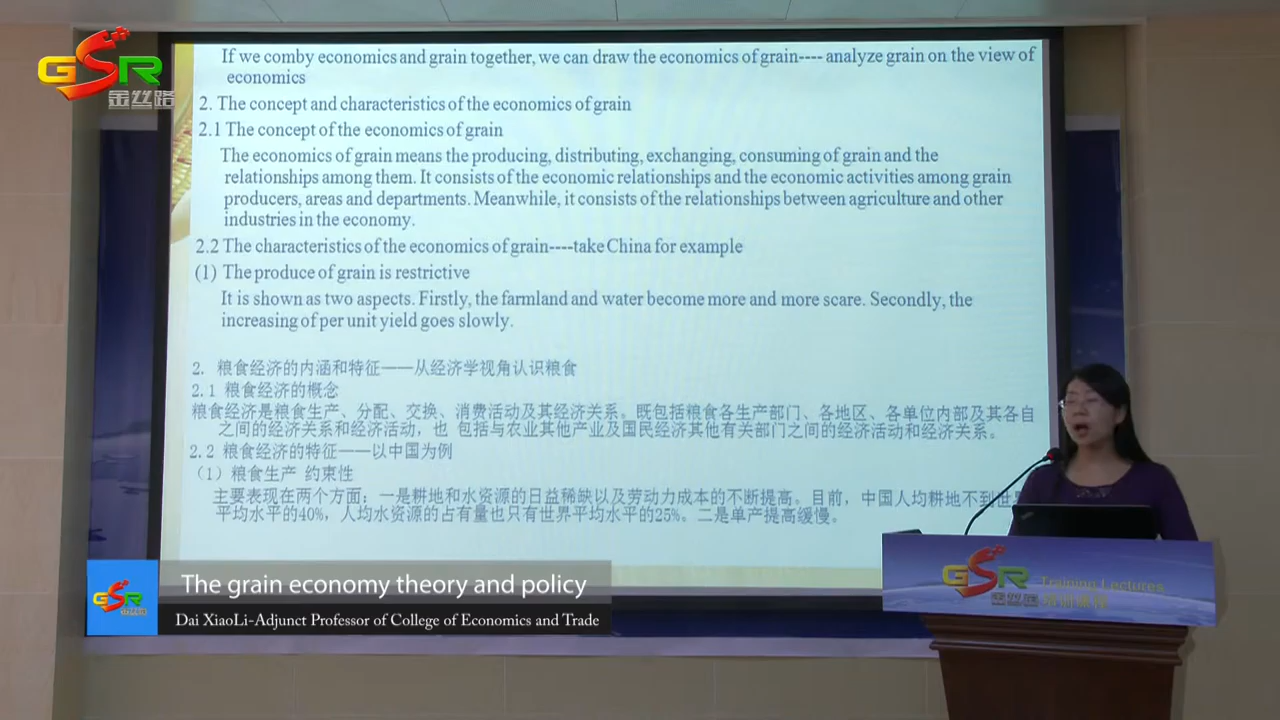 GSR
金丝路
If we comby economics and grain together, we can draw the economics of grain---- analyze grain on the view of
economics
2. The concept and characteristics of the economics of grain
2.1 The concept of the economics of grain
The economics of grain means the producing, distributing, exchanging, consuming of grain and the
relationships among them. It consists of the economic relationships and the economic activities among grain
producers, areas and departments. Meanwhile, it consists of the relationships between agriculture and other
industries in the economy.
2.2 The characteristics of the economics of grain----take China for example
(1) The produce of grain is restrictive
It is shown as two aspects. Firstly, the farmland and water become more and more scare. Secondly, the
increasing of per unit yield goes slowly.
2. 粮食经济的内涵和特征——从经济学视角认识粮食
2.1 粮食经济的概念
粮食经济是粮食生产、分配、交换、消费活动及其经济关系。既包括粮食各生产部门、各地区、各单位内部及其各自
之间的经济关系和经济活动，也 包括与农业其他产业及国民经济其他有关部门之间的经济活动和经济关系。
2.2 粮食经济的特征——以中国为例
（1）粮食生产 约束性
主要表现在两个方面：一是耕地和水资源的日益稀缺以及劳动力成本的不断提高。目前，中国人均耕地不到世界
平均水平的40%，人均水资源的占有量也只有世界平均水平的25%。二是单产提高缓慢。
GSR
The grain economy theory and policy
Dai XiaoLi-Adjunct Professor of College of Economics and Trade
GSR
金丝路
Training Lectures